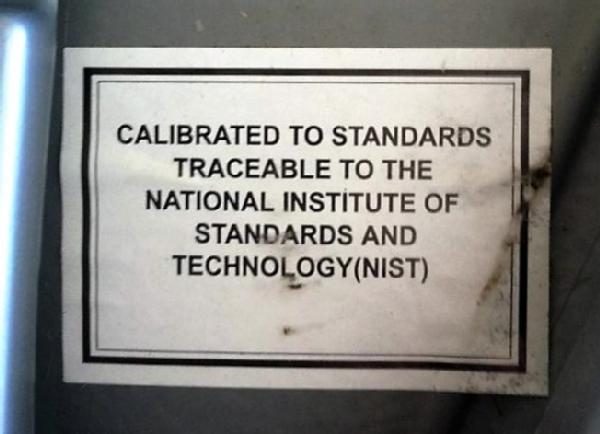 CALIBRATED TO STANDARDS
TRACEABLE TO THE
NATIONAL INSTITUTE OF
STANDARDS AND
TECHNOLOGY(NIST)